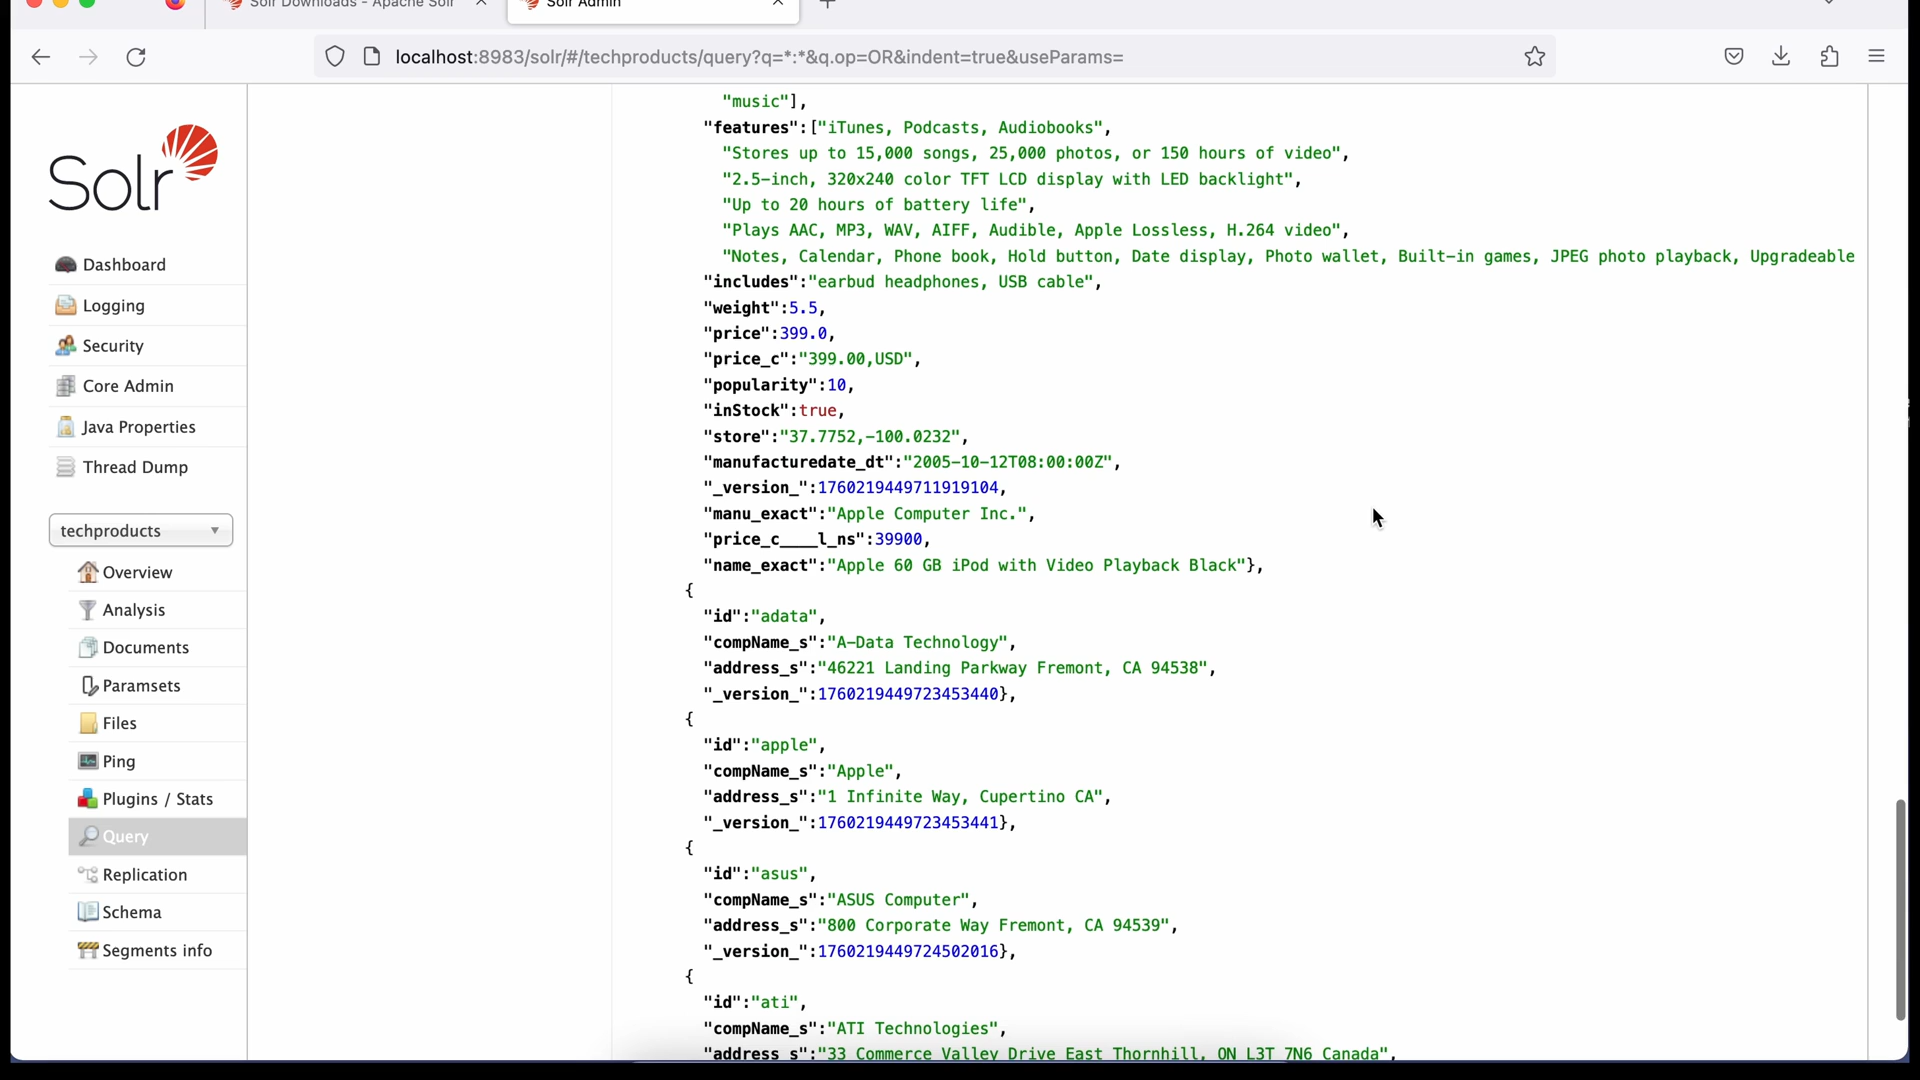 Solr Downloads - Apache Solr
Solr Admin
localhost:8983/solr/#/techproducts/query?q=*:*&q.op=OR&indent=true&useParams=
Solr
Dashboard
Logging
Security
Core Admin
Java Properties
Thread Dump
techproducts
Overview
Analysis
Documents
Paramsets
Files
Ping
Plugins / Stats
Query
Replication
Schema
Segments info
"music"],
"features":["iTunes, Podcasts, Audiobooks",
"Stores up to 15,000 songs, 25,000 photos, or 150 hours of video",
"2.5-inch, 320x240 color TFT LCD display with LED backlight",
"Up to 20 hours of battery life",
"Plays AAC, MP3, WAV, AIFF, Audible, Apple Lossless, H.264 video",
"Notes, Calendar, Phone book, Hold button, Date display, Photo wallet, Built-in games, JPEG photo playback, Upgradeable
"includes":"earbud headphones, USB cable",
"weight":5.5,
"price":399.0,
"price_c":"399.00,USD",
"popularity":10,
"inStock":true,
"store":"37.7752,-100.0232",
"manufacturedate_dt":"2005-10-12T08:00:00Z",
"_version_":1760219449711919104,
"manu_exact":"Apple Computer Inc.",
"price_c____l_ns":39900,
"name_exact":"Apple 60 GB iPod with Video Playback Black"},
{
"id":"adata",
"compName_s":"A-Data Technology",
"address_s":"46221 Landing Parkway Fremont, CA 94538",
"_version_":1760219449723453440},
{
"id":"apple",
"compName_s":"Apple",
"address_s":"1 Infinite Way, Cupertino CA",
"_version_":1760219449723453441},
{
"id":"asus",
"compName_s":"ASUS Computer",
"address_s":"800 Corporate Way Fremont, CA 94539",
"_version_":1760219449724502016},
{
"id":"ati",
"compName_s":"ATI Technologies",
"address_s":"33 Commerce Valley Drive East Thornhill, ON L3T 7N6 Canada",